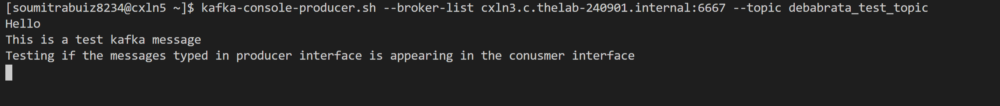 [soumitrabuiz8234@cxln5 ~]$ kafka-console-producer.sh --broker-list cxln3.c.thelab-240901.internal:6667 --topic debabrata_test_topic
Hello
This is a test kafka message
Testing if the messages typed in producer interface is appearing in the conusmer interface